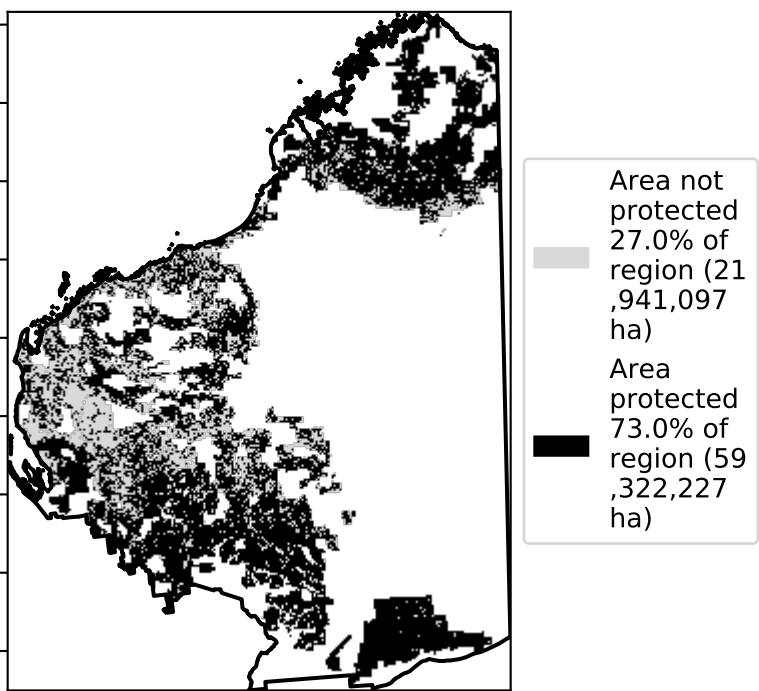 Area not
protected
27.0% of
region (21
,941,097
ha)
Area
protected
73.0% of
region (59
,322,227
ha)